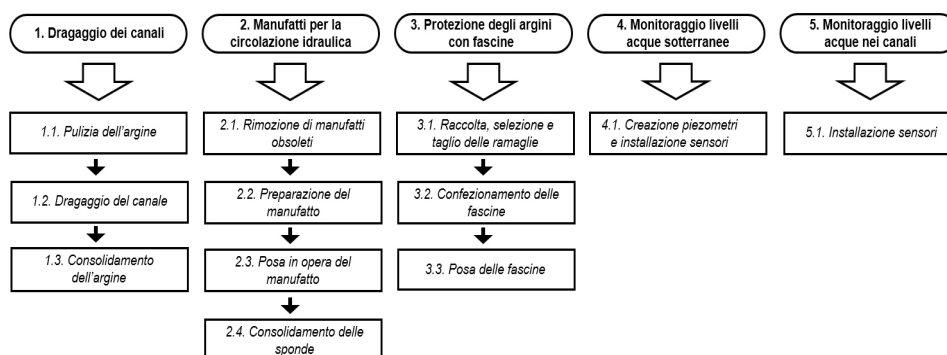 1. Dragaggio dei canali
2. Manufatti per la
circolazione idraulica
3. Protezione degli argini
con fascine
4. Monitoraggio livelli
acque sotterranee
5. Monitoraggio livelli
acque nei canali
1.1. Pulizia dell'argine
2.1. Rimozione di manufatti
obsoleti
3.1. Raccolta, selezione e
taglio delle ramaglie
4.1. Creazione piezometri
e installazione sensori
5.1. Installazione sensori
1.2. Dragaggio del canale
2.2. Preparazione del
manufatto
3.2. Confezionamento delle
fascine
1.3. Consolidamento
dell'argine
2.3. Posa in opera del
manufatto
3.3. Posa delle fascine
2.4. Consolidamento delle
sponde